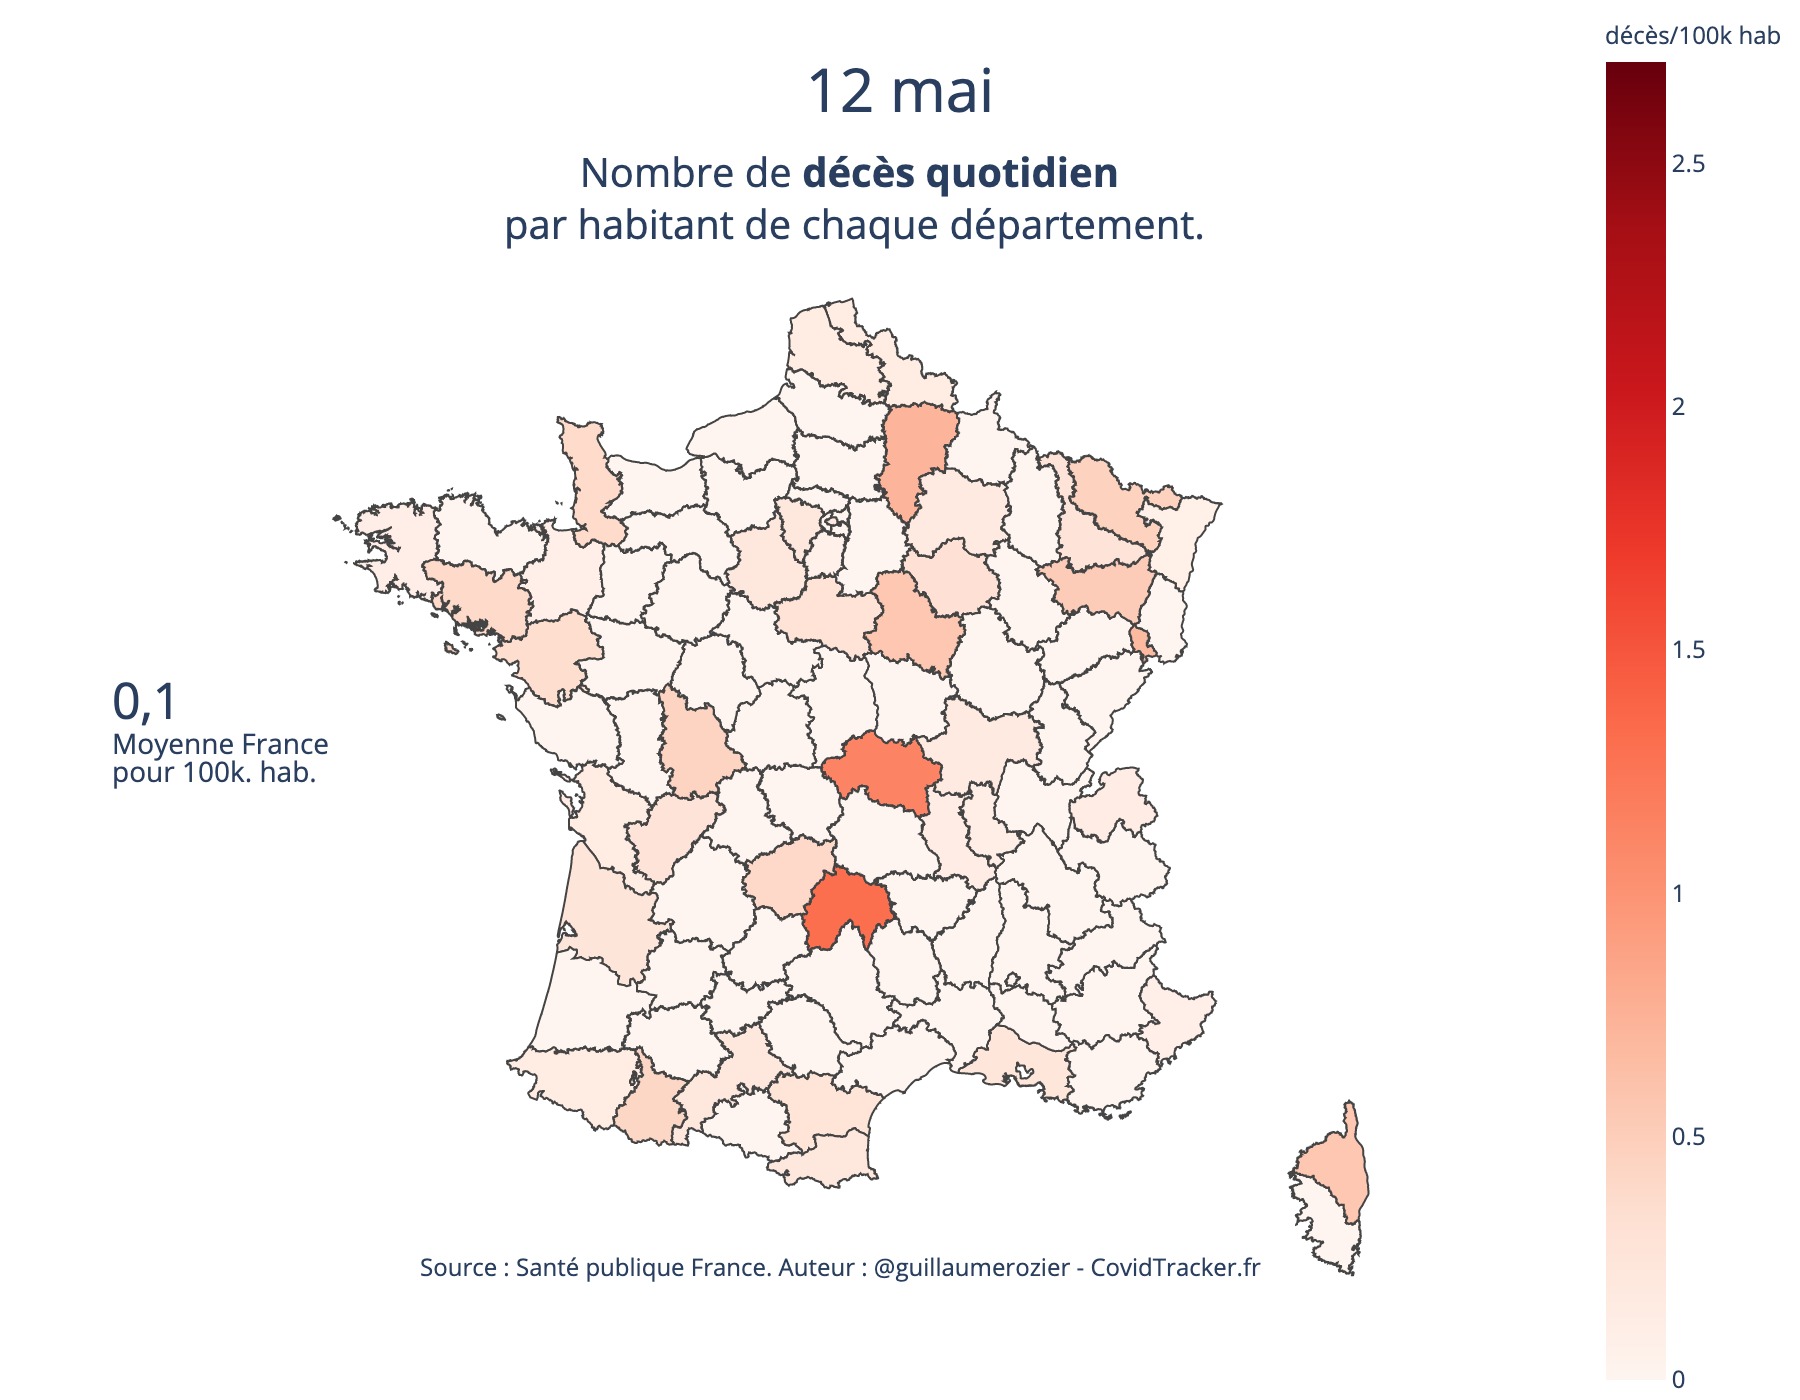 décès/100k hab
12 mai
Nombre de décès quotidien
par habitant de chaque département.
2.5
2
1.5
1
0.5
0
0,1
Moyenne France
pour 100k. hab.
Source : Santé publique France. Auteur : @guillaumerozier - CovidTracker.fr